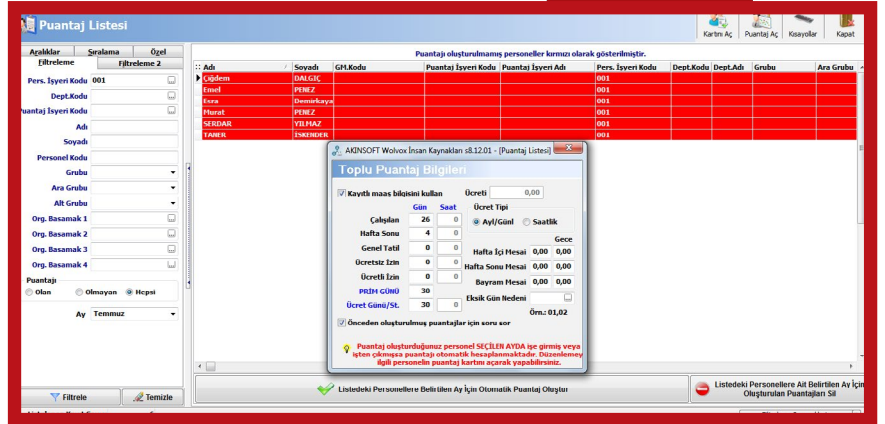 Puantaj Listesi
Kartını Aç Puantaj Aç Kısayollar Kapat
Aralıklar Sıralama Özel
Filtreleme Filtreleme 2
Puantajı oluşturulmamış personeller kırmızı olarak gösterilmiştir.
Adı Soyadı GM.Kodu Puantaj İşyeri Kodu Puantaj İşyeri Adı Pers. İşyeri Kodu Dept.Kodu Dept.Adı Grubu Ara Grubu
Çiğdem DALGIÇ 001
Emel PENEZ 001
Esra Demirkaya 001
Murat PENEZ 001
SERDAR YILMAZ 001
TANER İSKENDER 001
Pers. İşyeri Kodu 001
Dept.Kodu
Puantaj İşyeri Kodu
Adı
Soyadı
Personel Kodu
Grubu
Ara Grubu
Alt Grubu
Org. Basamak 1
Org. Basamak 2
Org. Basamak 3
Org. Basamak 4
Puantajı
Olan Olmayan Hepsi
Ay Temmuz
Filtrele Temizle
AKINSOFT Wolvox İnsan Kaynakları s8.12.01 - [Puantaj Listesi]
Toplu Puantaj Bilgileri
Kayıtlı maaş bilgisini kullan Ücreti 0,00
Gün Saat Ücret Tipi
Çalışılan 26 0 Ayl/Günl Saatlik
Hafta Sonu 4 0 Gece
Genel Tatil 0 0 Hafta İçi Mesai 0,00 0,00
Ücretsiz İzin 0 0 Hafta Sonu Mesai 0,00 0,00
Ücretli İzin 0 0 Bayram Mesai 0,00 0,00
PRİM GÜNÜ 30 Eksik Gün Nedeni
Ücret Günü/St. 30 0 Örn.: 01,02
Önceden oluşturulmuş puantajlar için soru sor
Puantaj oluşturduğunuz personel SEÇİLEN AYDA işe girmiş veya
işten çıkmışsa puantajı otomatik hesaplanmaktadır. Düzenlemey
ilgili personelin puantaj kartını açarak yapabilirsiniz.
Listedeki Personellere Belirtilen Ay İçin Otomatik Puantaj Oluştur
Listedeki Personellere Ait Belirtilen Ay İçin
Oluşturulan Puantajları Sil